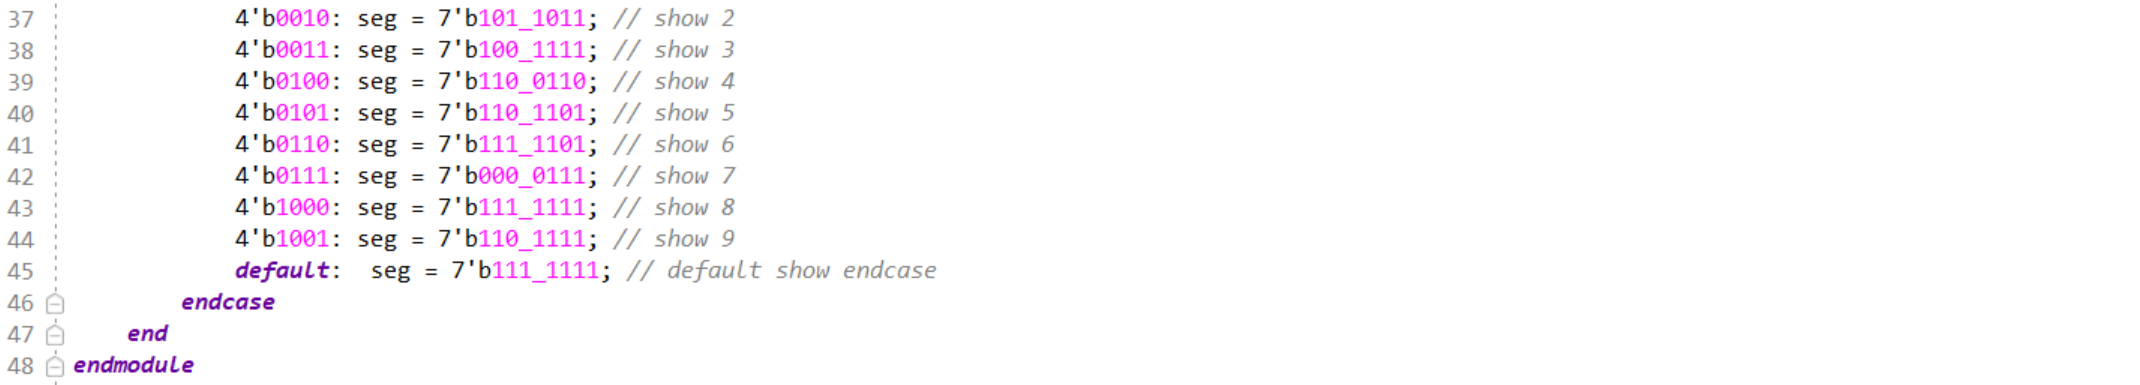 37 4'b0010: seg = 7'b101_1011; // show 2
38 4'b0011: seg = 7'b100_1111; // show 3
39 4'b0100: seg = 7'b110_0110; // show 4
40 4'b0101: seg = 7'b110_1101; // show 5
41 4'b0110: seg = 7'b111_1101; // show 6
42 4'b0111: seg = 7'b000_0111; // show 7
43 4'b1000: seg = 7'b111_1111; // show 8
44 4'b1001: seg = 7'b110_1111; // show 9
45 default:  seg = 7'b111_1111; // default show endcase
46 endcase
47 end
48 endmodule